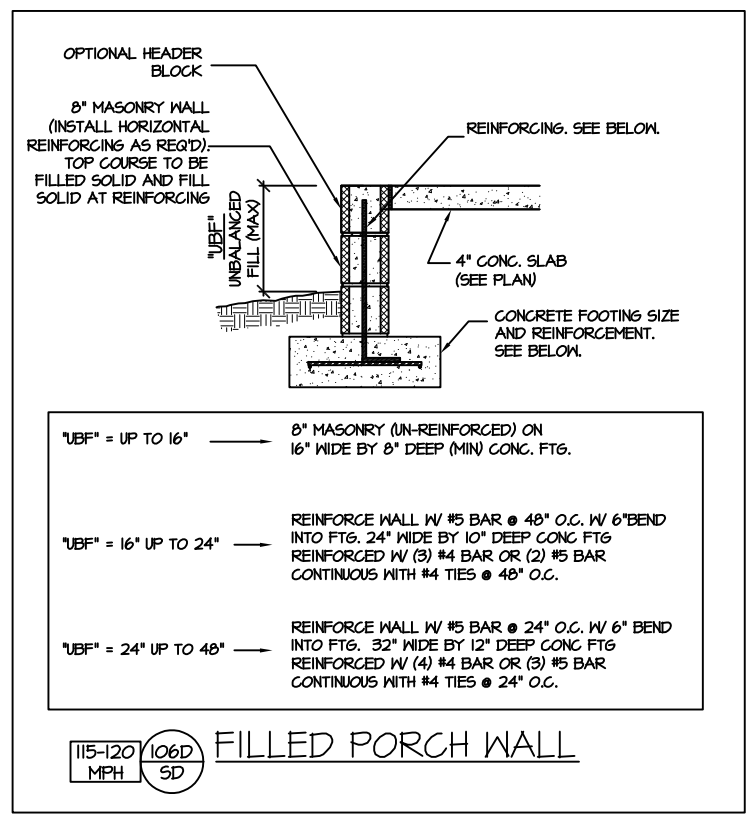 OPTIONAL HEADER
BLOCK
8" MASONRY WALL
(INSTALL HORIZONTAL
REINFORCING AS REQ'D).
TOP COURSE TO BE
FILLED SOLID AND FILL
SOLID AT REINFORCING
REINFORCING. SEE BELOW.
"UBF"
UNBALANCED
FILL (MAX)
4" CONC. SLAB
(SEE PLAN)
CONCRETE FOOTING SIZE
AND REINFORCEMENT.
SEE BELOW.
"UBF" = UP TO 16"
8" MASONRY (UN-REINFORCED) ON
16" WIDE BY 8" DEEP (MIN) CONC. FTG.
"UBF" = 16" UP TO 24"
REINFORCE WALL W/ #5 BAR @ 48" O.C. W/ 6"BEND
INTO FTG. 24" WIDE BY 10" DEEP CONC FTG
REINFORCED W/ (3) #4 BAR OR (2) #5 BAR
CONTINUOUS WITH #4 TIES @ 48" O.C.
"UBF" = 24" UP TO 48"
REINFORCE WALL W/ #5 BAR @ 24" O.C. W/ 6" BEND
INTO FTG. 32" WIDE BY 12" DEEP CONC FTG
REINFORCED W/ (4) #4 BAR OR (3) #5 BAR
CONTINUOUS WITH #4 TIES @ 24" O.C.
115-120
MPH
106D
SD
FILLED PORCH WALL